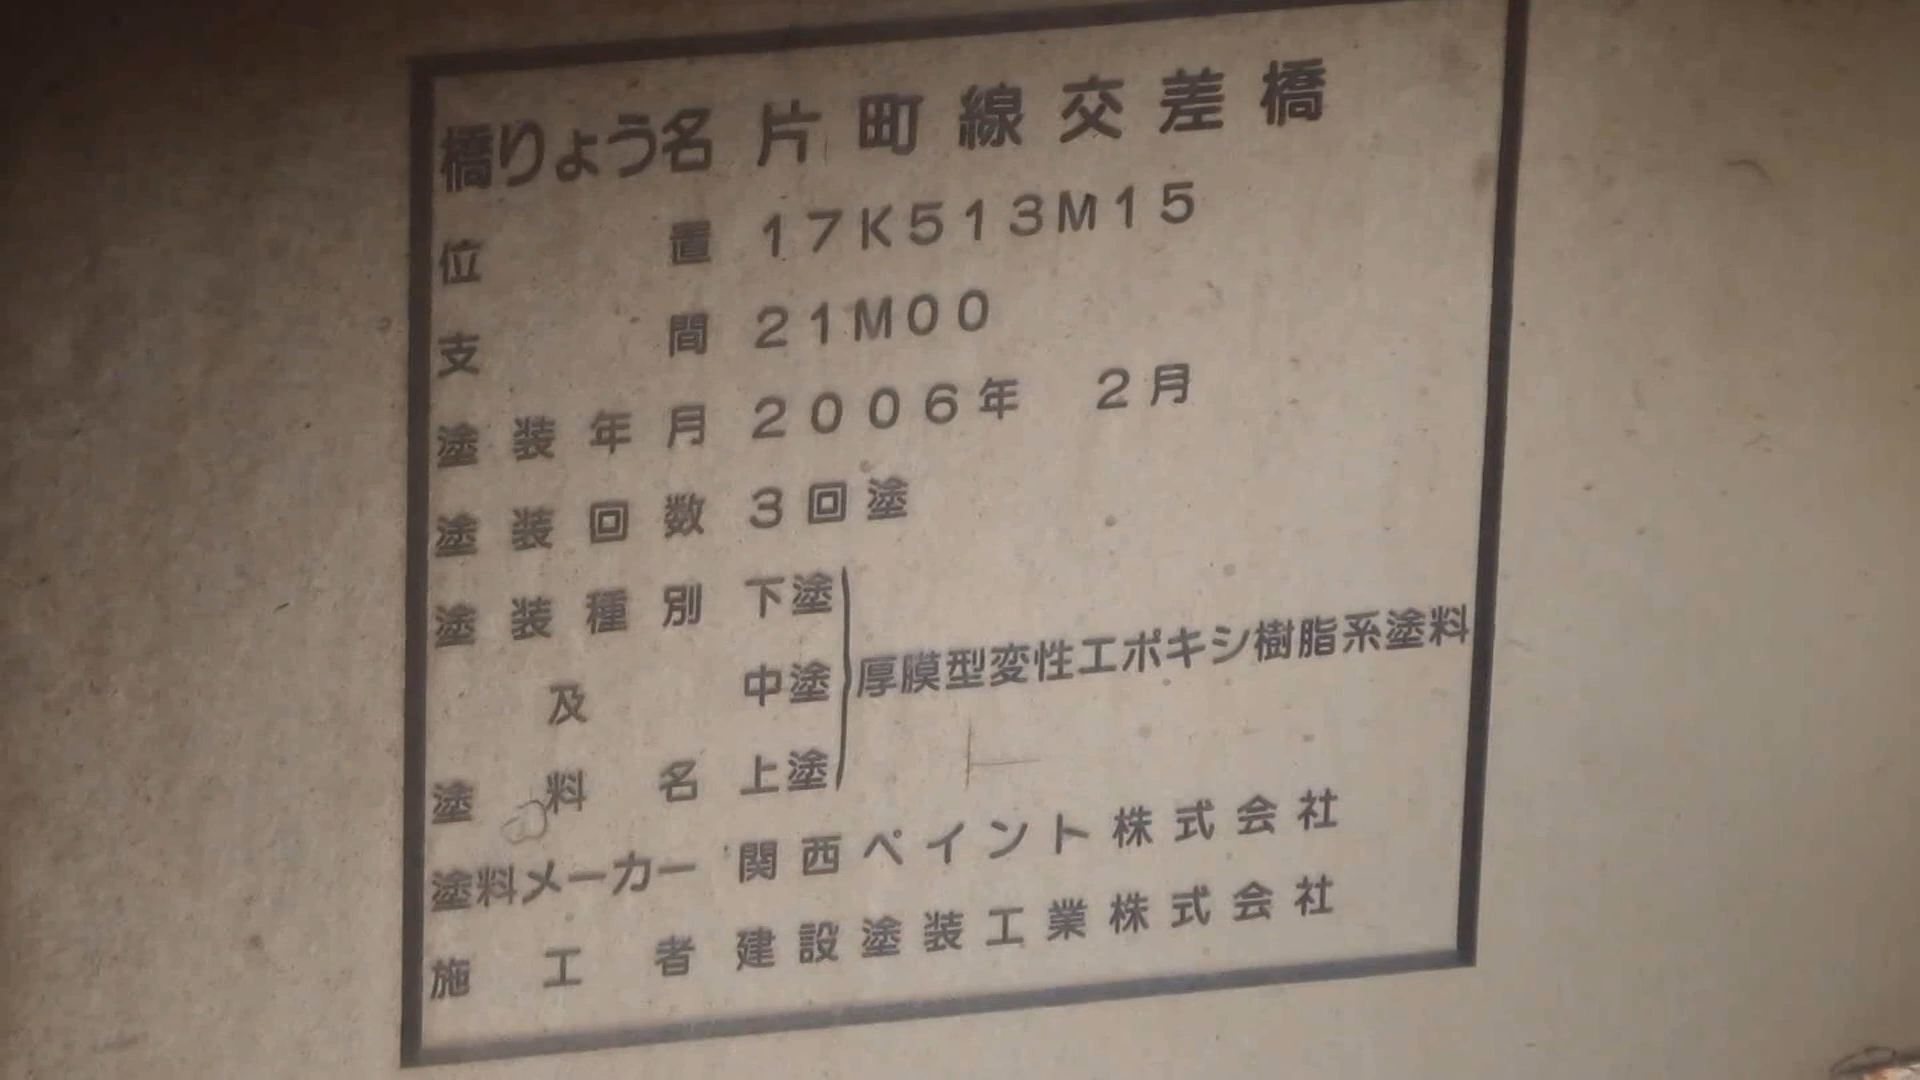 橋りょう名 片町線交差橋
位置 17K513M15
支間 21M00
塗装年月 2006年 2月
塗装回数 3回塗
塗装種別 下塗
及 中塗 厚膜型変性エポキシ樹脂系塗料
塗料名 上塗
塗料メーカー 関西ペイント株式会社
施工者 建設塗装工業株式会社